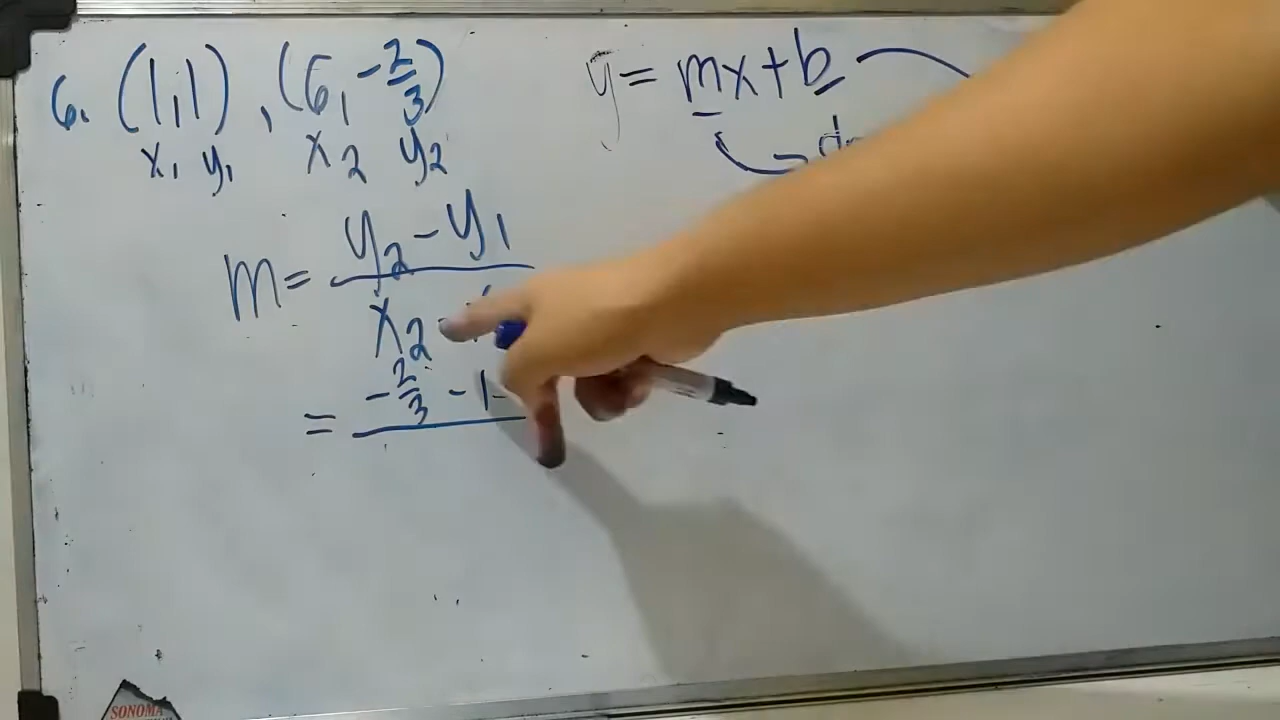 6. (1,1), (6, -2/3)
x₁ y₁ x₂ y₂
y = mx+b
m = y₂ - y₁
x₂ -
= -2/3 - 1
SONOMA